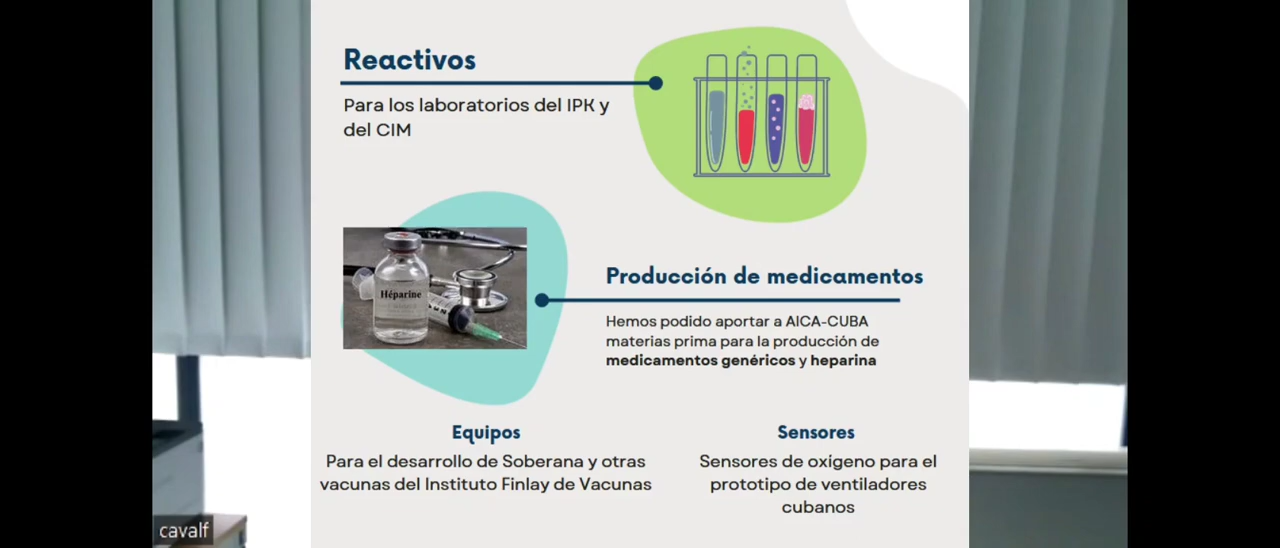 Reactivos
Para los laboratorios del IPK y
del CIM
Héparine
Producción de medicamentos
Hemos podido aportar a AICA-CUBA
materias prima para la producción de
medicamentos genéricos y heparina
Equipos
Para el desarrollo de Soberana y otras
vacunas del Instituto Finlay de Vacunas
Sensores
Sensores de oxígeno para el
prototipo de ventiladores
cubanos
cavalf